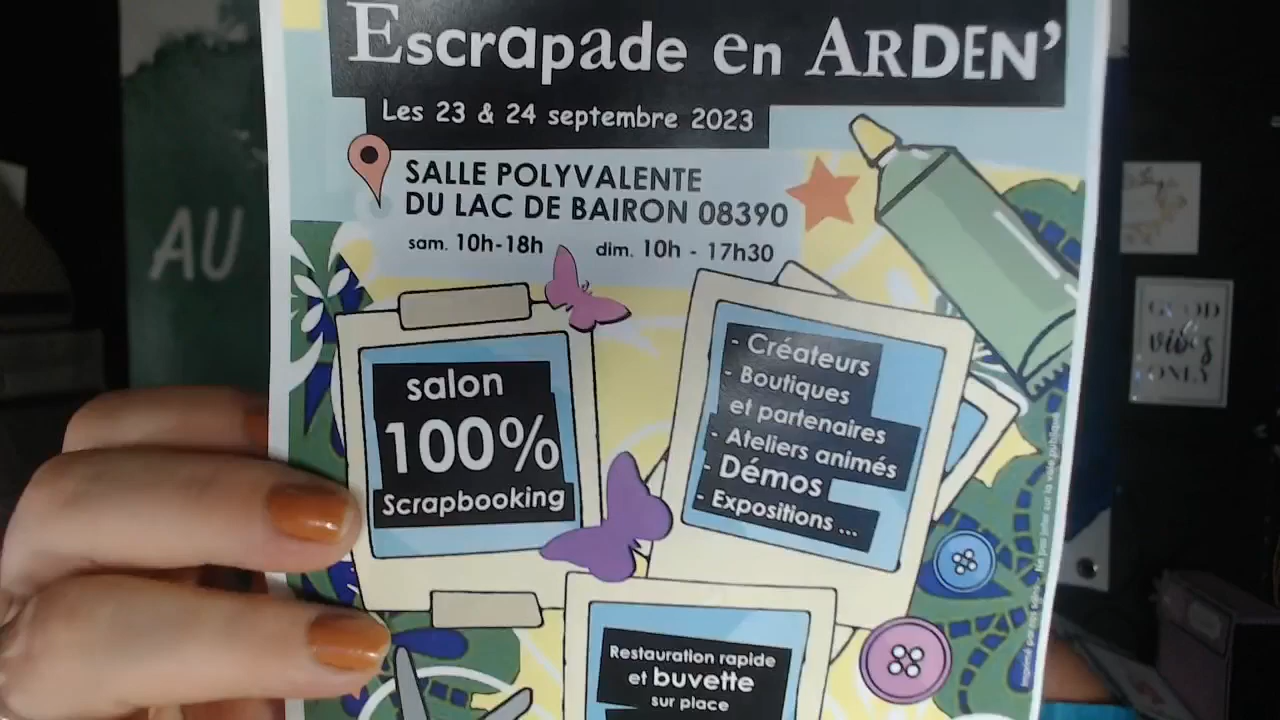 Escrapade en ARDEN'
Les 23 & 24 septembre 2023
SALLE POLYVALENTE
DU LAC DE BAIRON 08390
sam. 10h-18h dim. 10h - 17h30
AU
salon
100%
Scrapbooking
- Créateurs
- Boutiques
et partenaires
- Ateliers animés
- Démos
- Expositions ...
Restauration rapide
et buvette
sur place
GOOD
vibes
ONLY